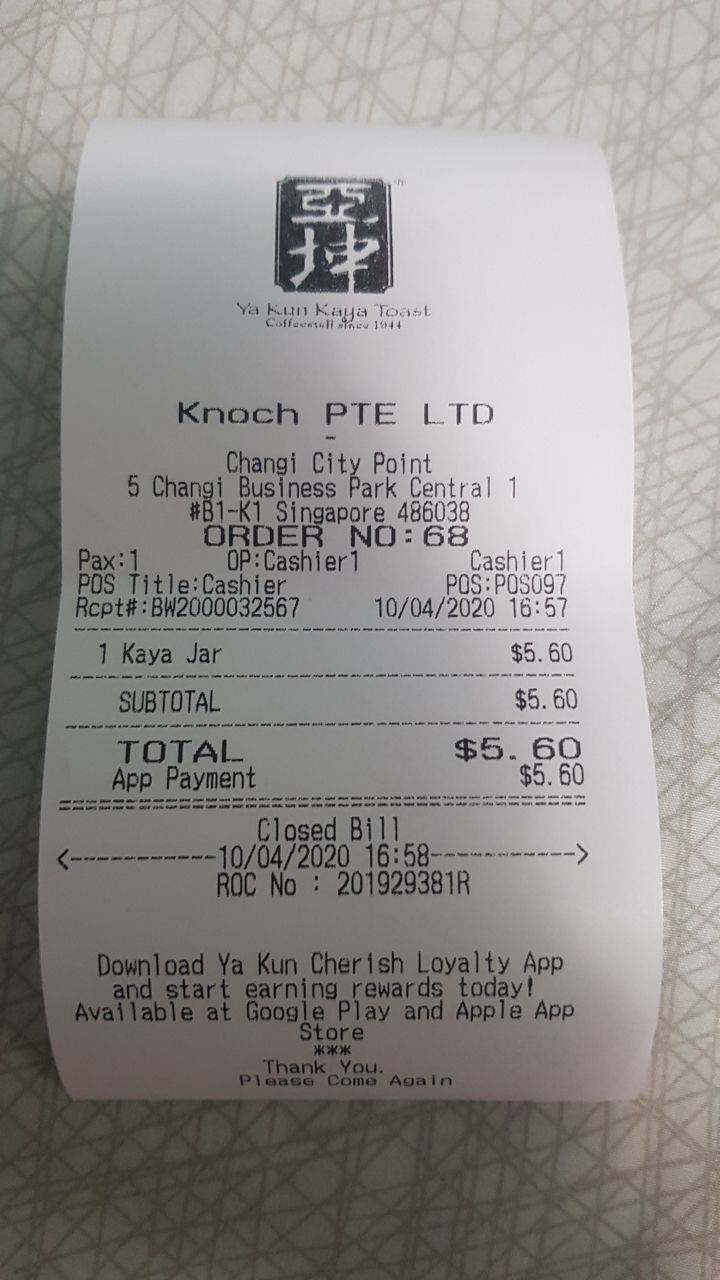 亞
坤
Ya Kun Kaya Toast
Coffeestall since 1944
Knoch PTE LTD
-
Changi City Point
5 Changi Business Park Central 1
#B1-K1 Singapore 486038
ORDER NO:68
Pax:1 OP:Cashier1 Cashier1
POS Title:Cashier POS:POS097
Rcpt#:BW2000032567 10/04/2020 16:57
1 Kaya Jar $5.60
SUBTOTAL $5.60
TOTAL $5.60
App Payment $5.60
Closed Bill
<-----------10/04/2020 16:58----------->
ROC No : 201929381R
Download Ya Kun Cherish Loyalty App
and start earning rewards today!
Available at Google Play and Apple App
Store
***
Thank You.
Please Come Again